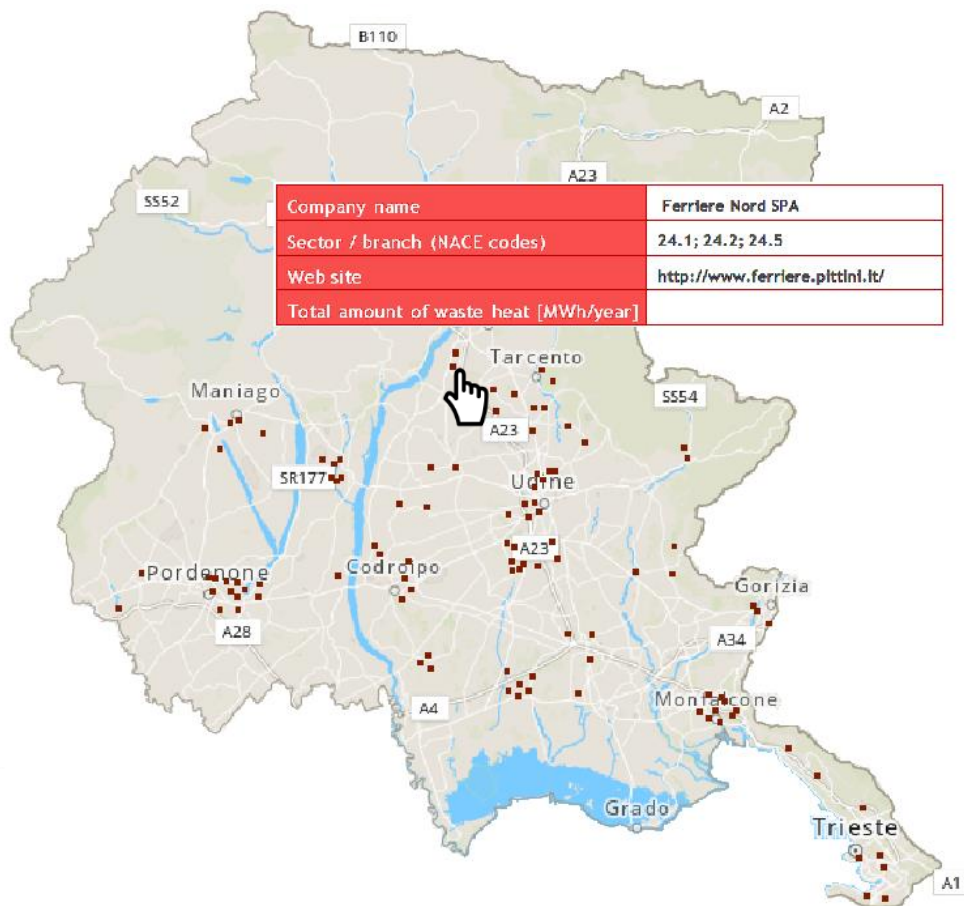 B110
A2
A23
SS52
Company name Ferriere Nord SPA
Sector / branch (NACE codes) 24.1; 24.2; 24.5
Web site http://www.ferriere.pittini.it/
Total amount of waste heat [MWh/year]
Tarcento
Maniago
SS54
A23
SR177
Udine
A23
Pordenone
Codroipo
Gorizia
A28
A34
Monfalcone
A4
Grado
Trieste
A1